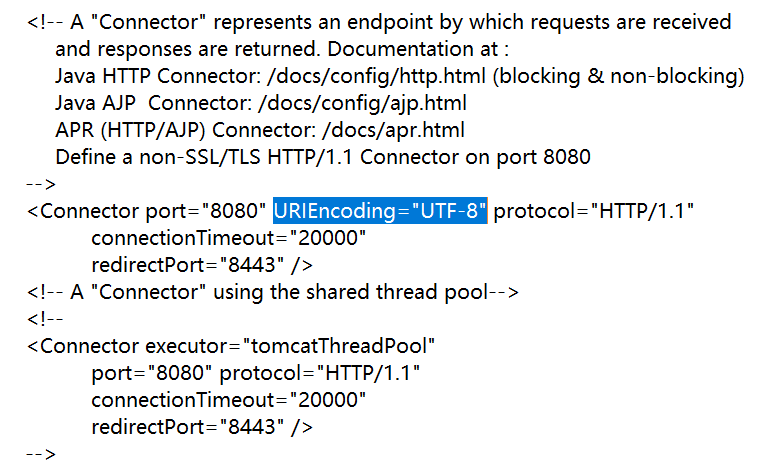 <!-- A "Connector" represents an endpoint by which requests are received
and responses are returned. Documentation at :
Java HTTP Connector: /docs/config/http.html (blocking & non-blocking)
Java AJP  Connector: /docs/config/ajp.html
APR (HTTP/AJP) Connector: /docs/apr.html
Define a non-SSL/TLS HTTP/1.1 Connector on port 8080
-->
<Connector port="8080" URIEncoding="UTF-8" protocol="HTTP/1.1"
connectionTimeout="20000"
redirectPort="8443" />
<!-- A "Connector" using the shared thread pool-->
<!--
<Connector executor="tomcatThreadPool"
port="8080" protocol="HTTP/1.1"
connectionTimeout="20000"
redirectPort="8443" />
-->